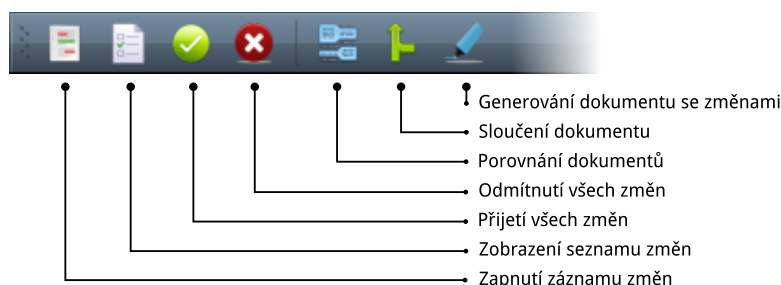 Generování dokumentu se změnami
Sloučení dokumentu
Porovnání dokumentů
Odmítnutí všech změn
Přijetí všech změn
Zobrazení seznamu změn
Zapnutí záznamu změn